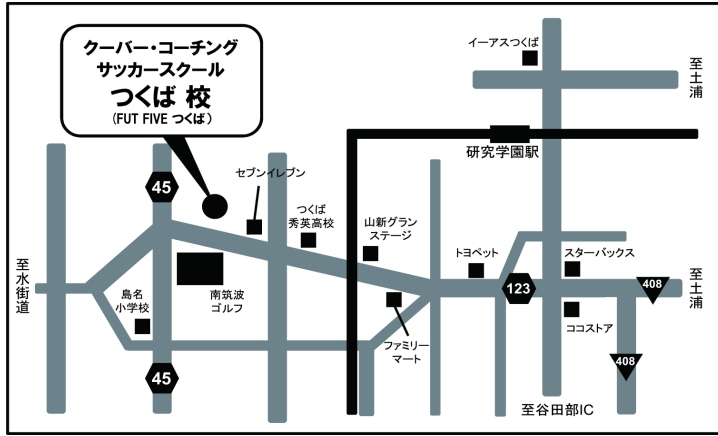 クーバー・コーチング
サッカースクール
つくば 校
(FUT FIVE つくば)
イーアスつくば
至土浦
研究学園駅
45
セブンイレブン
つくば
秀英高校
山新グラン
ステージ
トヨペット
スターバックス
至水街道
島名
小学校
南筑波
ゴルフ
123
408
至土浦
ファミリー
マート
ココストア
45
408
至谷田部IC